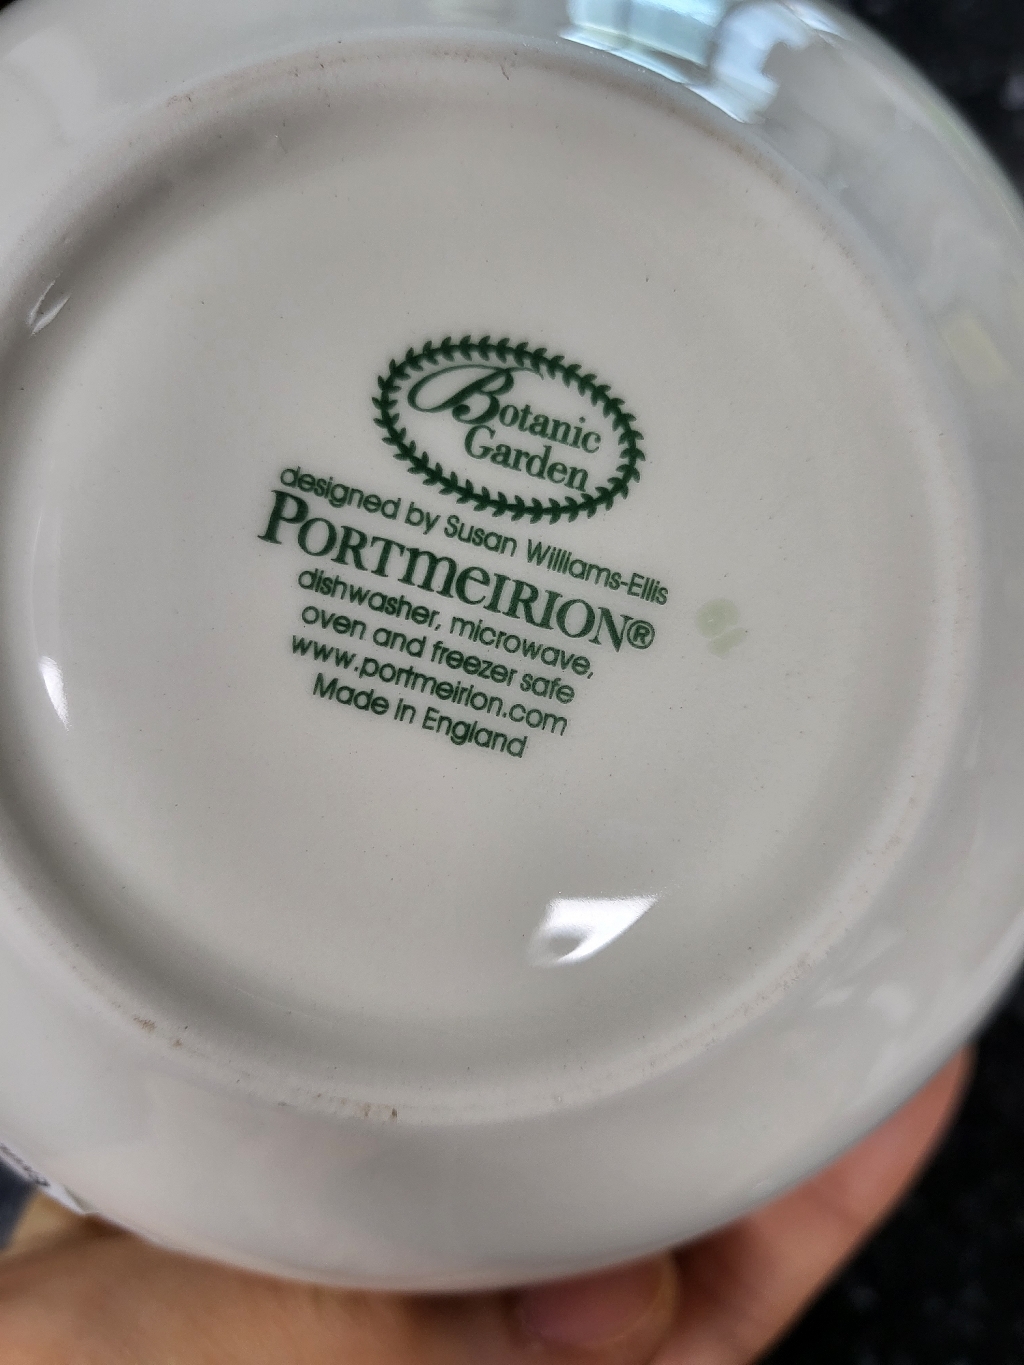 Botanic
Garden
designed by Susan Williams-Ellis
PORTMEIRION®
dishwasher, microwave,
oven and freezer safe
www.portmeirion.com
Made in England